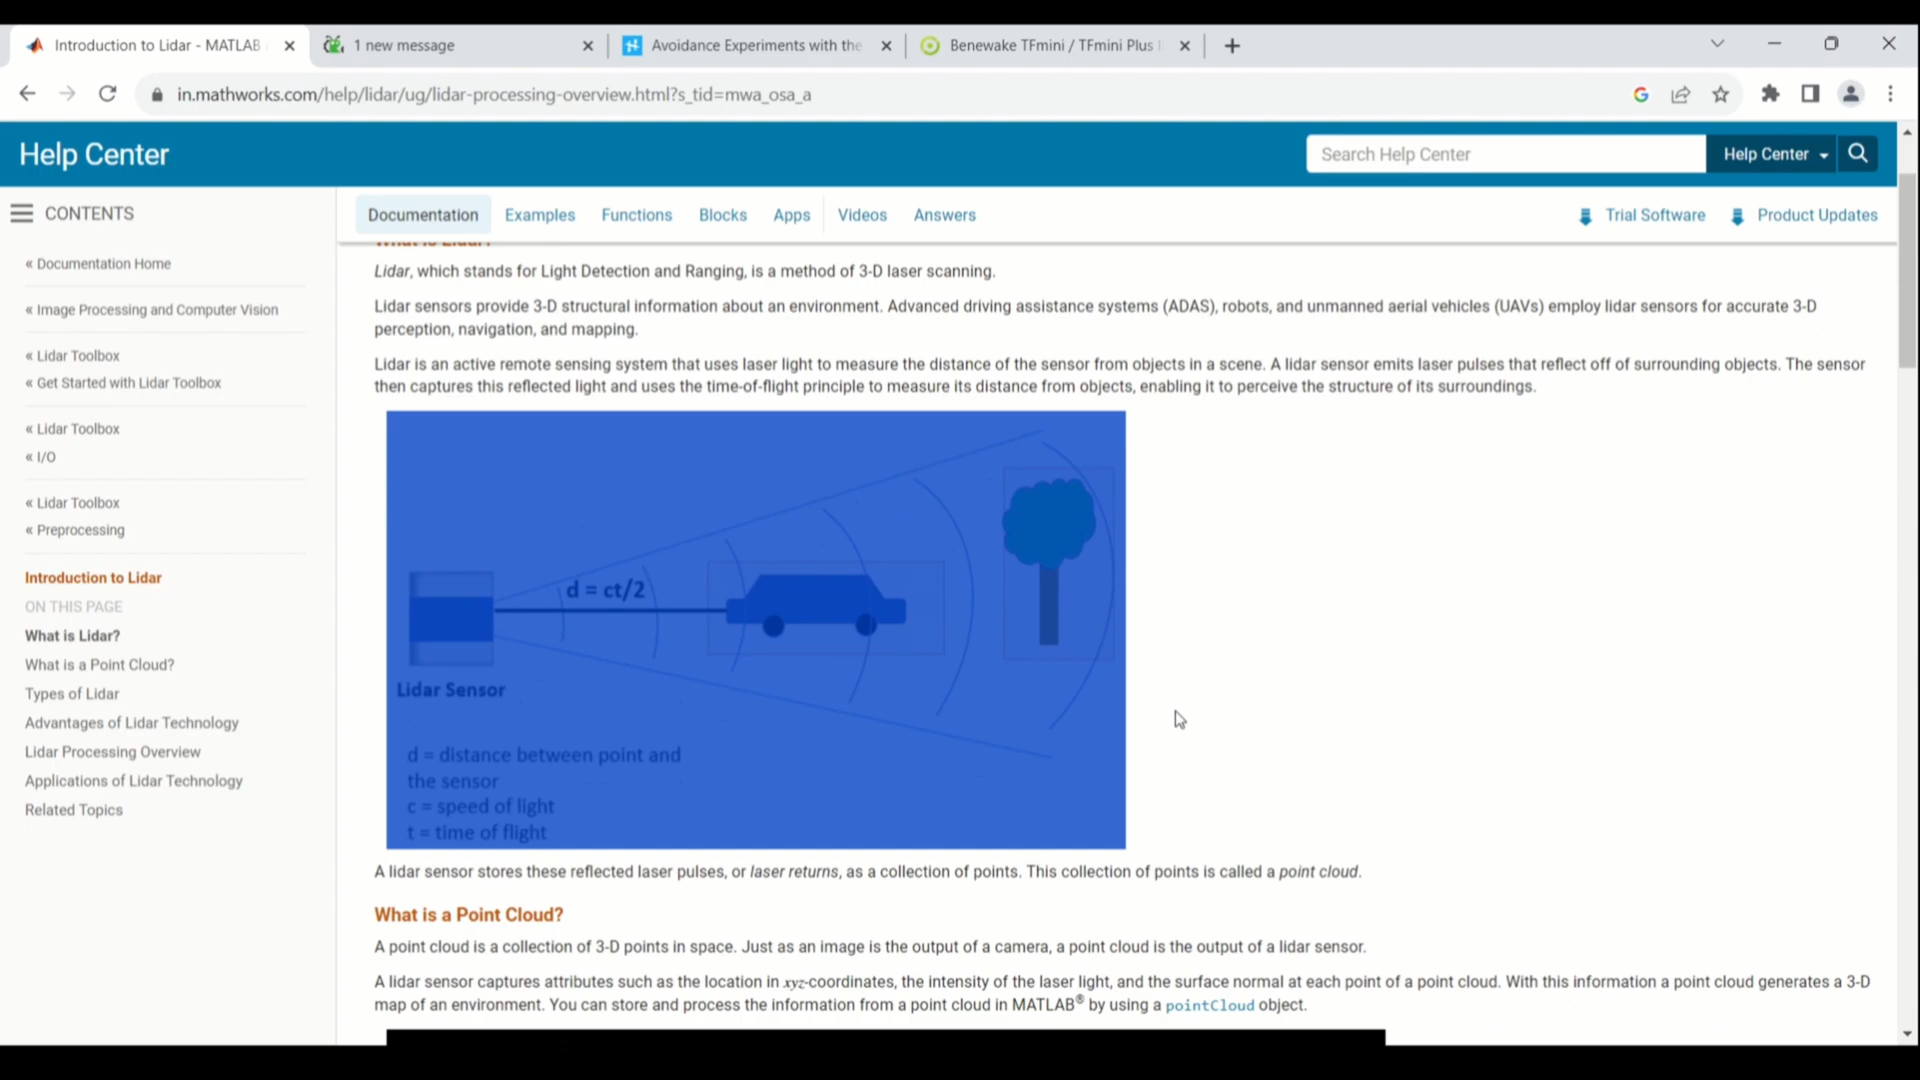 Introduction to Lidar - MATLAB
1 new message
Avoidance Experiments with the
Benewake TFmini / TFmini Plus
in.mathworks.com/help/lidar/ug/lidar-processing-overview.html?s_tid=mwa_osa_a
Help Center
Search Help Center
Help Center
CONTENTS
Documentation
Examples
Functions
Blocks
Apps
Videos
Answers
Trial Software
Product Updates
« Documentation Home
« Image Processing and Computer Vision
« Lidar Toolbox
« Get Started with Lidar Toolbox
« Lidar Toolbox
« I/O
« Lidar Toolbox
« Preprocessing
Introduction to Lidar
ON THIS PAGE
What is Lidar?
What is a Point Cloud?
Types of Lidar
Advantages of Lidar Technology
Lidar Processing Overview
Applications of Lidar Technology
Related Topics
What is Lidar?
Lidar, which stands for Light Detection and Ranging, is a method of 3-D laser scanning.
Lidar sensors provide 3-D structural information about an environment. Advanced driving assistance systems (ADAS), robots, and unmanned aerial vehicles (UAVs) employ lidar sensors for accurate 3-D
perception, navigation, and mapping.
Lidar is an active remote sensing system that uses laser light to measure the distance of the sensor from objects in a scene. A lidar sensor emits laser pulses that reflect off of surrounding objects. The sensor
then captures this reflected light and uses the time-of-flight principle to measure its distance from objects, enabling it to perceive the structure of its surroundings.
d = ct/2
Lidar Sensor
d = distance between point and
the sensor
c = speed of light
t = time of flight
A lidar sensor stores these reflected laser pulses, or laser returns, as a collection of points. This collection of points is called a point cloud.
What is a Point Cloud?
A point cloud is a collection of 3-D points in space. Just as an image is the output of a camera, a point cloud is the output of a lidar sensor.
A lidar sensor captures attributes such as the location in xyz-coordinates, the intensity of the laser light, and the surface normal at each point of a point cloud. With this information a point cloud generates a 3-D
map of an environment. You can store and process the information from a point cloud in MATLAB® by using a pointCloud object.